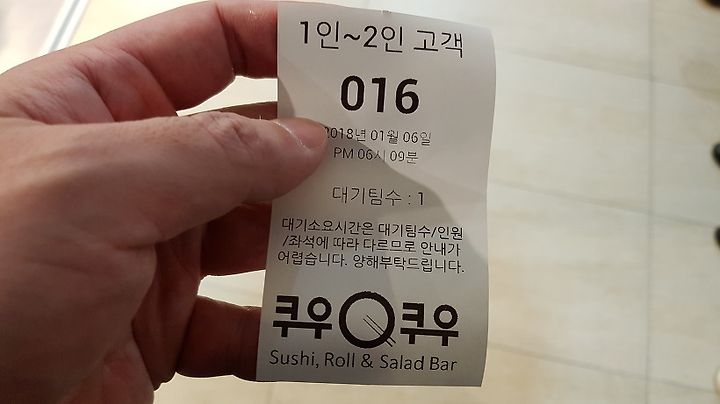 1인~2인 고객
016
2018년 01월 06일
PM 06시 09분
대기팀수 : 1
대기소요시간은 대기팀수/인원
/좌석에 따라 다르므로 안내가
어렵습니다. 양해부탁드립니다.
쿠우 쿠우
Sushi, Roll & Salad Bar